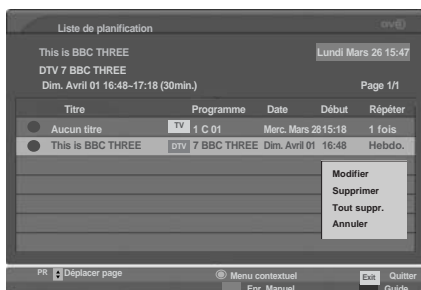 Liste de planification
This is BBC THREE Lundi Mars 26 15:47
DTV 7 BBC THREE
Dim. Avril 01 16:48~17:18 (30min.) Page 1/1
Titre Programme Date Début Répéter
Aucun titre TV 1 C 01 Merc. Mars 28 15:18 1 fois
This is BBC THREE DTV 7 BBC THREE Dim. Avril 01 16:48 Hebdo.
Modifier
Supprimer
Tout suppr.
Annuler
PR Déplacer page Menu contextuel Exit Quitter
Enr. Manuel Guide